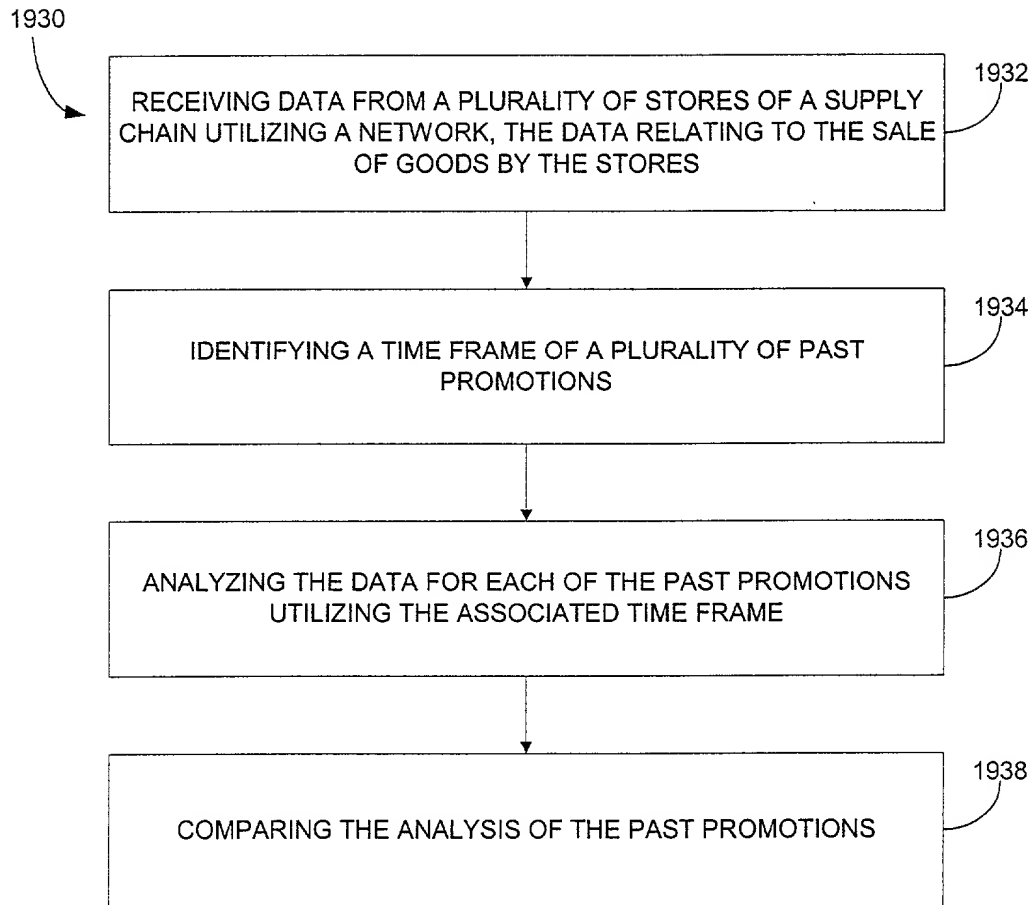 1930
1932
RECEIVING DATA FROM A PLURALITY OF STORES OF A SUPPLY
CHAIN UTILIZING A NETWORK, THE DATA RELATING TO THE SALE
OF GOODS BY THE STORES
1934
IDENTIFYING A TIME FRAME OF A PLURALITY OF PAST
PROMOTIONS
1936
ANALYZING THE DATA FOR EACH OF THE PAST PROMOTIONS
UTILIZING THE ASSOCIATED TIME FRAME
1938
COMPARING THE ANALYSIS OF THE PAST PROMOTIONS